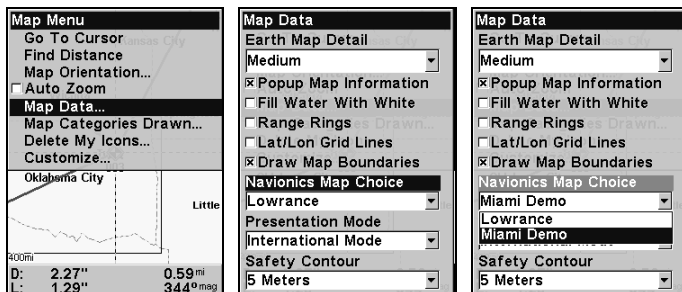 Map Menu
Go To Cursor
Find Distance
Map Orientation...
Auto Zoom
Map Data...
Map Categories Drawn...
Delete My Icons...
Customize...
Oklahoma City
Little
400mi
D: 2.27" 0.59 mi
L: 1.29" 344° mag
Map Data
Earth Map Detail
Medium
Popup Map Information
Fill Water With White
Range Rings
Lat/Lon Grid Lines
Draw Map Boundaries
Navionics Map Choice
Lowrance
Presentation Mode
International Mode
Safety Contour
5 Meters
Map Data
Earth Map Detail
Medium
Popup Map Information
Fill Water With White
Range Rings
Lat/Lon Grid Lines
Draw Map Boundaries
Navionics Map Choice
Miami Demo
Lowrance
Miami Demo
Safety Contour
5 Meters